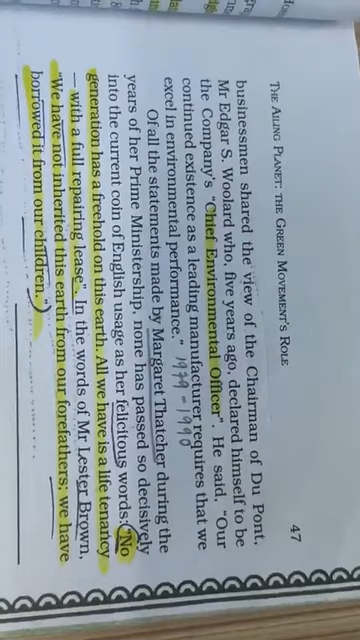 THE AILING PLANET: THE GREEN MOVEMENT'S ROLE 47
businessmen shared the view of the Chairman of Du Pont,
Mr Edgar S. Woolard who, five years ago, declared himself to be
the Company's "Chief Environmental Officer". He said, "Our
continued existence as a leading manufacturer requires that we
excel in environmental performance." 1979-1990
Of all the statements made by Margaret Thatcher during the
years of her Prime Ministership, none has passed so decisively
into the current coin of English usage as her felicitous words: "No
generation has a freehold on this earth. All we have is a life tenancy
— with a full repairing lease". In the words of Mr Lester Brown,
"We have not inherited this earth from our forefathers; we have
borrowed it from our children."